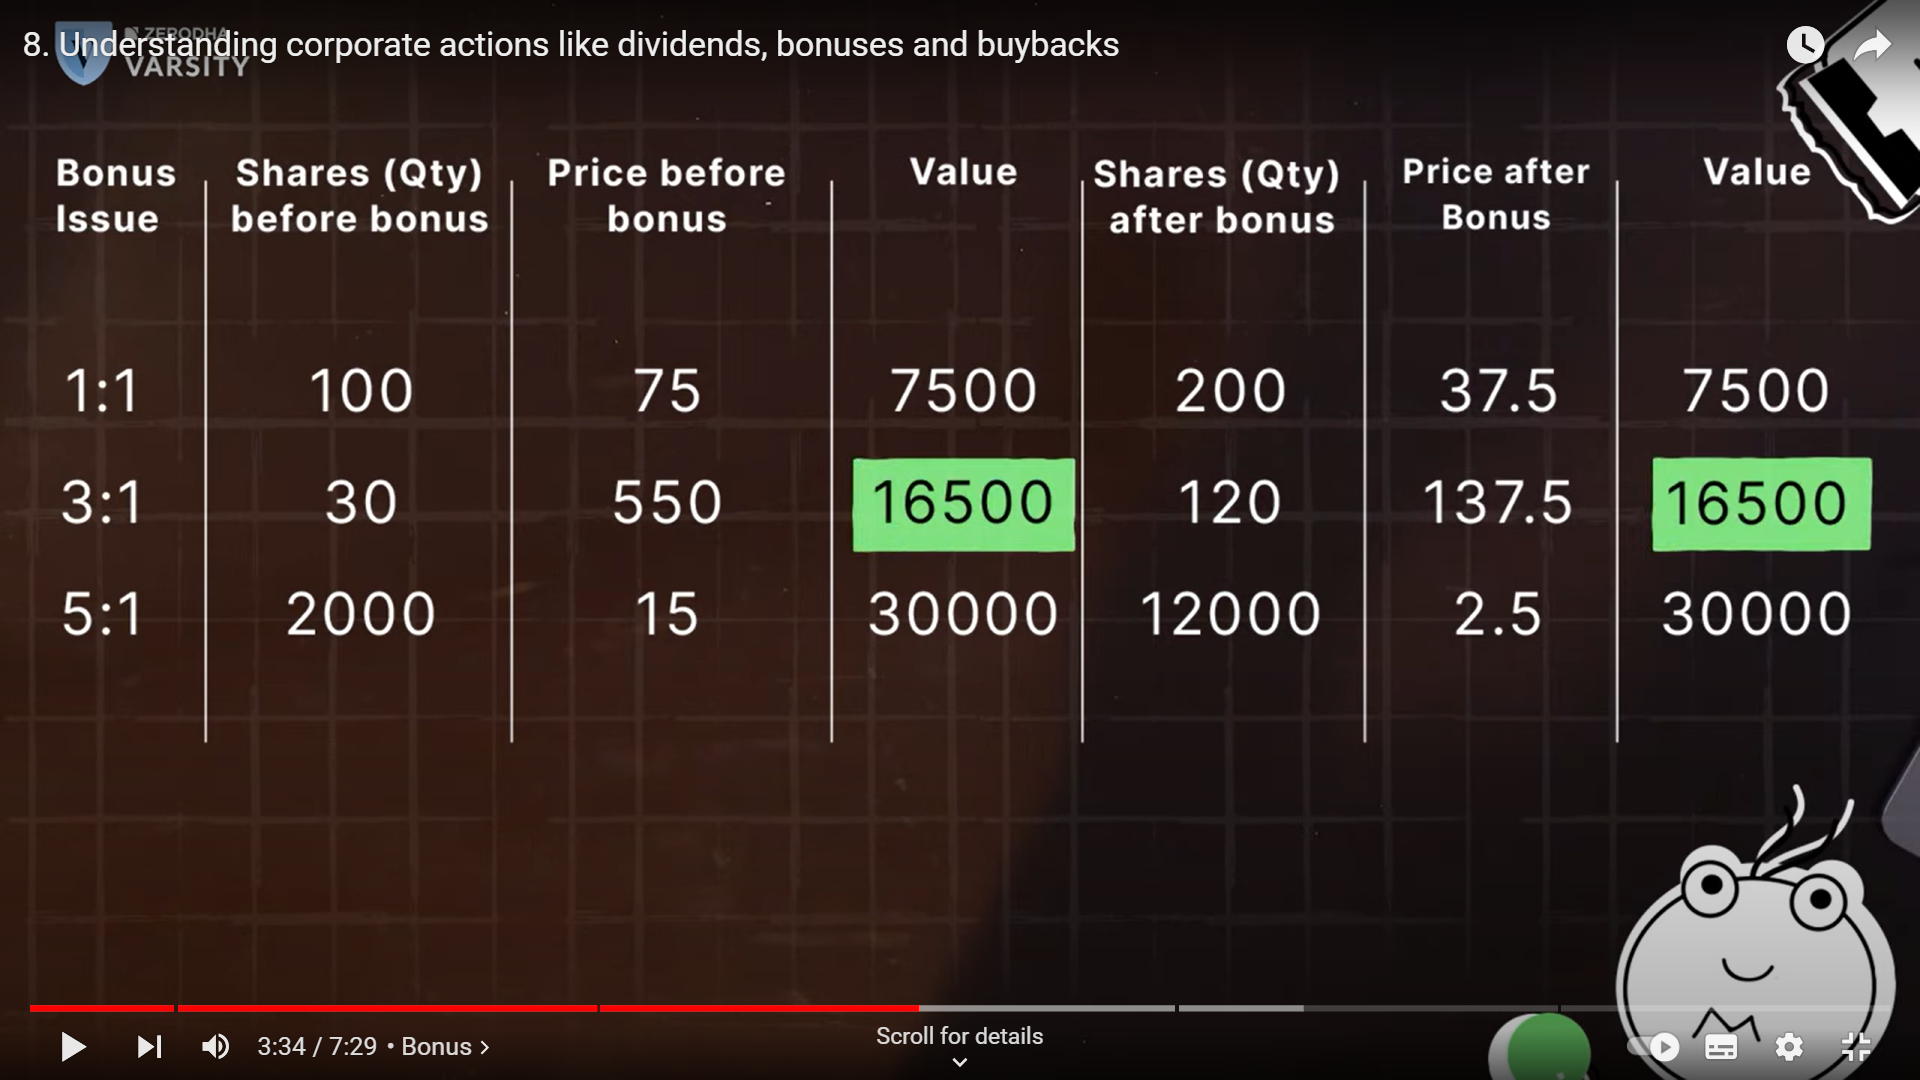 8. Understanding corporate actions like dividends, bonuses and buybacks
ZERODHA
VARSITY
Bonus Issue
Shares (Qty) before bonus
Price before bonus
Value
Shares (Qty) after bonus
Price after Bonus
Value
1:1 100 75 7500 200 37.5 7500
3:1 30 550 16500 120 137.5 16500
5:1 2000 15 30000 12000 2.5 30000
Scroll for details
3:34 / 7:29 • Bonus